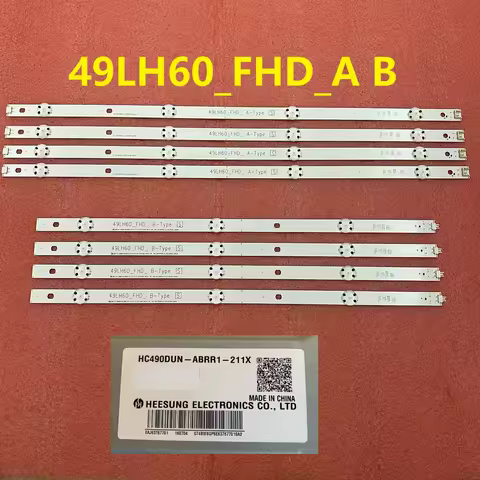 49LH60_FHD_A B
49LH60_FHD_ A-Type S
49LH60_FHD_ A-Type S
49LH60_FHD_ A-Type S
49LH60_FHD_ A-Type S
49LH60_FHD_ B-Type S
49LH60_FHD_ B-Type S
49LH60_FHD_ B-Type S
49LH60_FHD_ B-Type S
HC490DUN-ABRR1-211X
MADE IN CHINA
HEESUNG ELECTRONICS CO., LTD